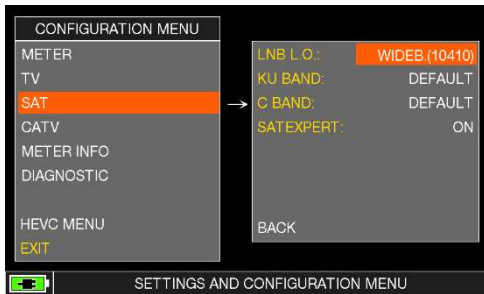 CONFIGURATION MENU
METER
TV
SAT
CATV
METER INFO
DIAGNOSTIC
HEVC MENU
EXIT
→
LNB L.O.: WIDEB.(10410)
KU BAND: DEFAULT
C BAND: DEFAULT
SATEXPERT: ON
BACK
SETTINGS AND CONFIGURATION MENU